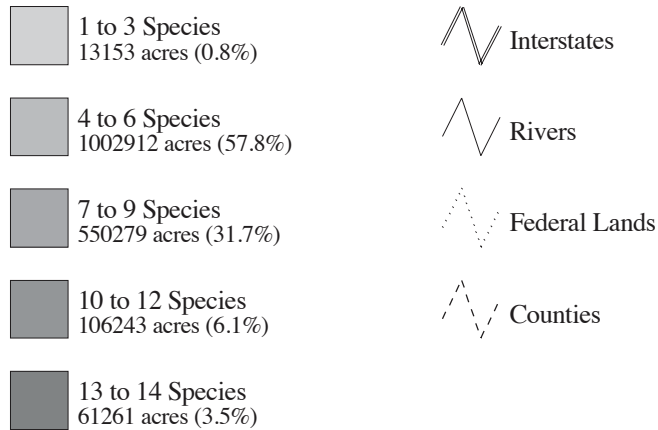 1 to 3 Species
13153 acres (0.8%)
4 to 6 Species
1002912 acres (57.8%)
7 to 9 Species
550279 acres (31.7%)
10 to 12 Species
106243 acres (6.1%)
13 to 14 Species
61261 acres (3.5%)
Interstates
Rivers
Federal Lands
Counties